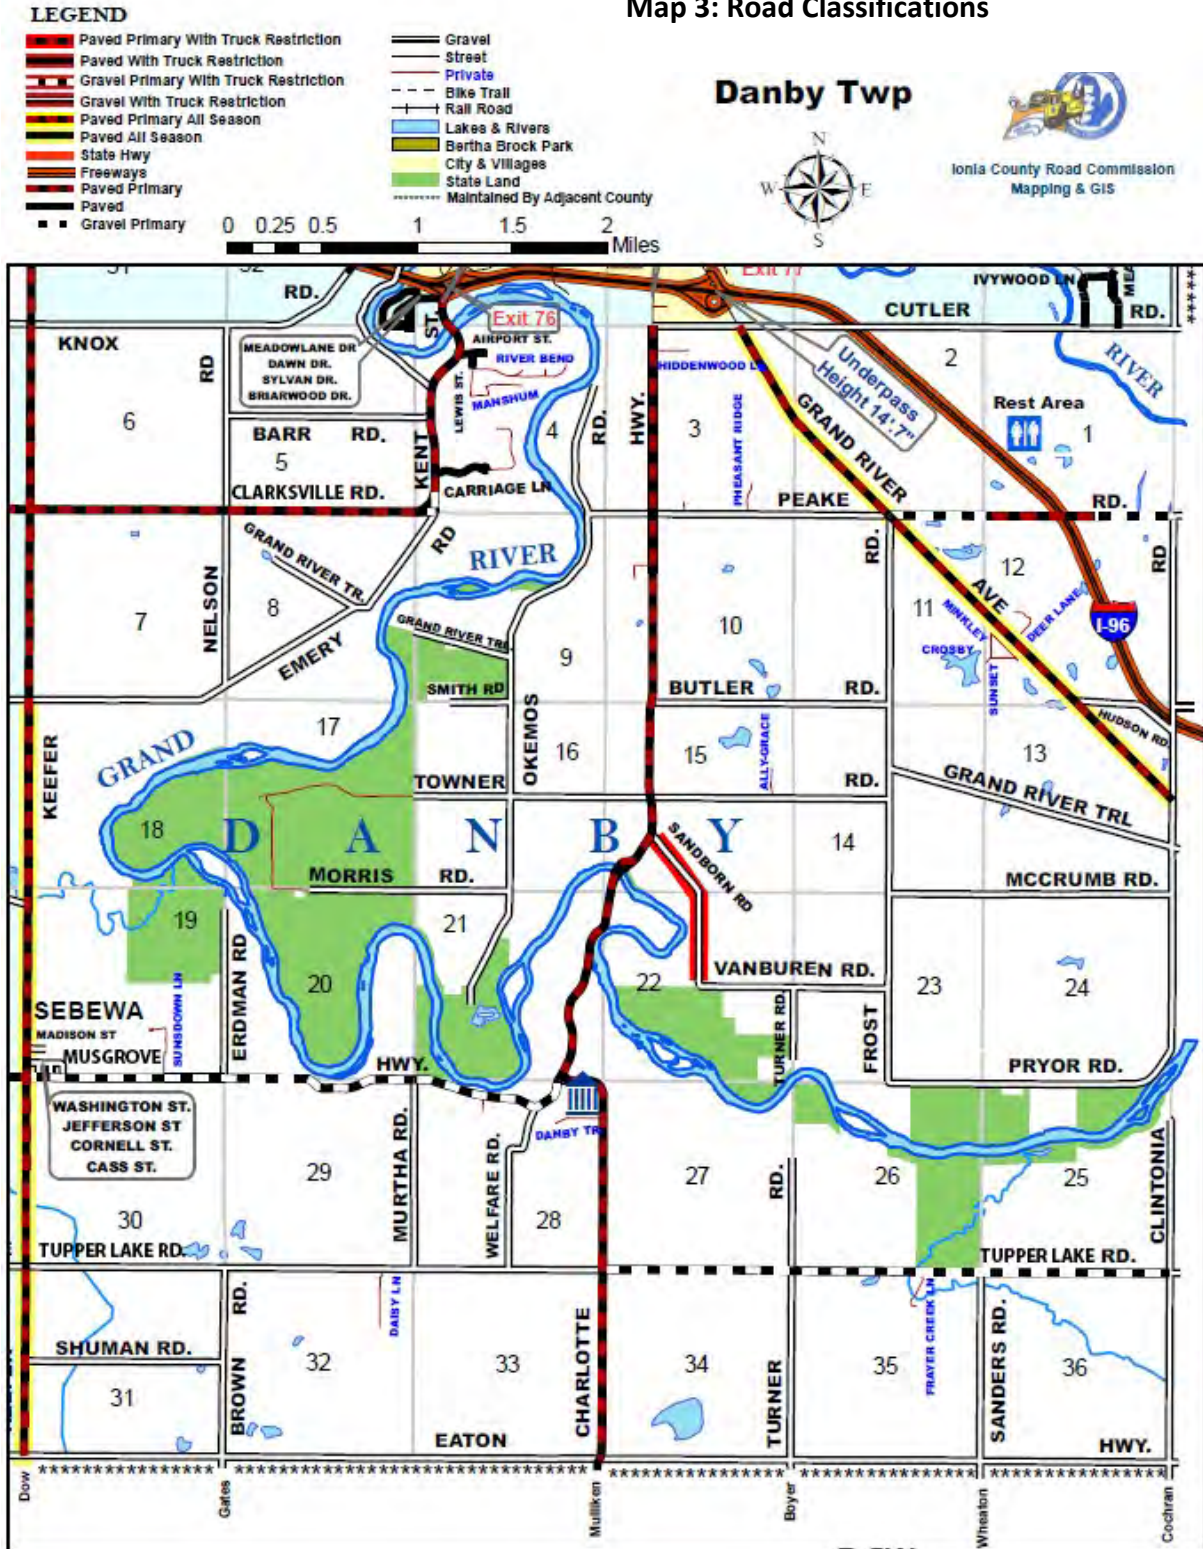 Map 3: Road Classifications
LEGEND
Paved Primary With Truck Restriction
Paved With Truck Restriction
Gravel Primary With Truck Restriction
Gravel With Truck Restriction
Paved Primary All Season
Paved All Season
State Hwy
Freeways
Paved Primary
Paved
Gravel Primary
Gravel
Street
Private
Bike Trail
Rail Road
Lakes & Rivers
Bertha Brock Park
City & Villages
State Land
Maintained By Adjacent County
Danby Twp
N
W E
S
Ionia County Road Commission
Mapping & GIS
0 0.25 0.5 1 1.5 2
Miles
31
32
RD.
Exit 77
IVYWOOD LN
CUTLER RD.
KNOX
RD
ST.
Exit 76
AIRPORT ST.
RIVER BEND
MEADOWLANE DR
DAWN DR.
SYLVAN DR.
BRIARWOOD DR.
LEWIS ST.
MANSHUM
HIDDENWOOD L
Underpass
Height 14'.7"
2
RIVER
6
BARR RD.
5
KENT
4
RD.
HWY.
3
PHEASANT RIDGE
GRAND RIVER
Rest Area
1
CLARKSVILLE RD.
CARRIAGE LN
PEAKE
RD.
GRAND RIVER TR.
RD
RIVER
RD.
AVE
12
RD
7
NELSON
8
EMERY
GRAND RIVER TRL
9
10
11
MINKLEY
CROSBY
DEER LANE
I-96
SMITH RD
BUTLER RD.
SUNSET
HUDSON RD.
KEEFER
GRAND
17
OKEMOS
16
15
ALLY-GRACE
13
TOWNER
RD.
GRAND RIVER TRL
18
D A N B Y
SANDBORN RD
14
MORRIS RD.
MCCRUMB RD.
19
21
ERDMAN RD
20
22
VANBUREN RD.
23
24
SEBEWA
MADISON ST
MUSGROVE
SUNSDOWN LN
HWY.
TURNER RD.
FROST
PRYOR RD.
WASHINGTON ST.
JEFFERSON ST
CORNELL ST.
CASS ST.
DANBY TR
29
MURTHA RD.
WELFARE RD.
28
27
RD.
26
25
CLINTONIA
30
TUPPER LAKE RD.
TUPPER LAKE RD.
RD.
DAISY LN
FRAYER CREEK LN
SANDERS RD.
SHUMAN RD.
32
33
CHARLOTTE
34
35
36
31
BROWN
EATON
TURNER
HWY.
Dow
Gates
Mulliken
Boyer
Wheaton
Cochran